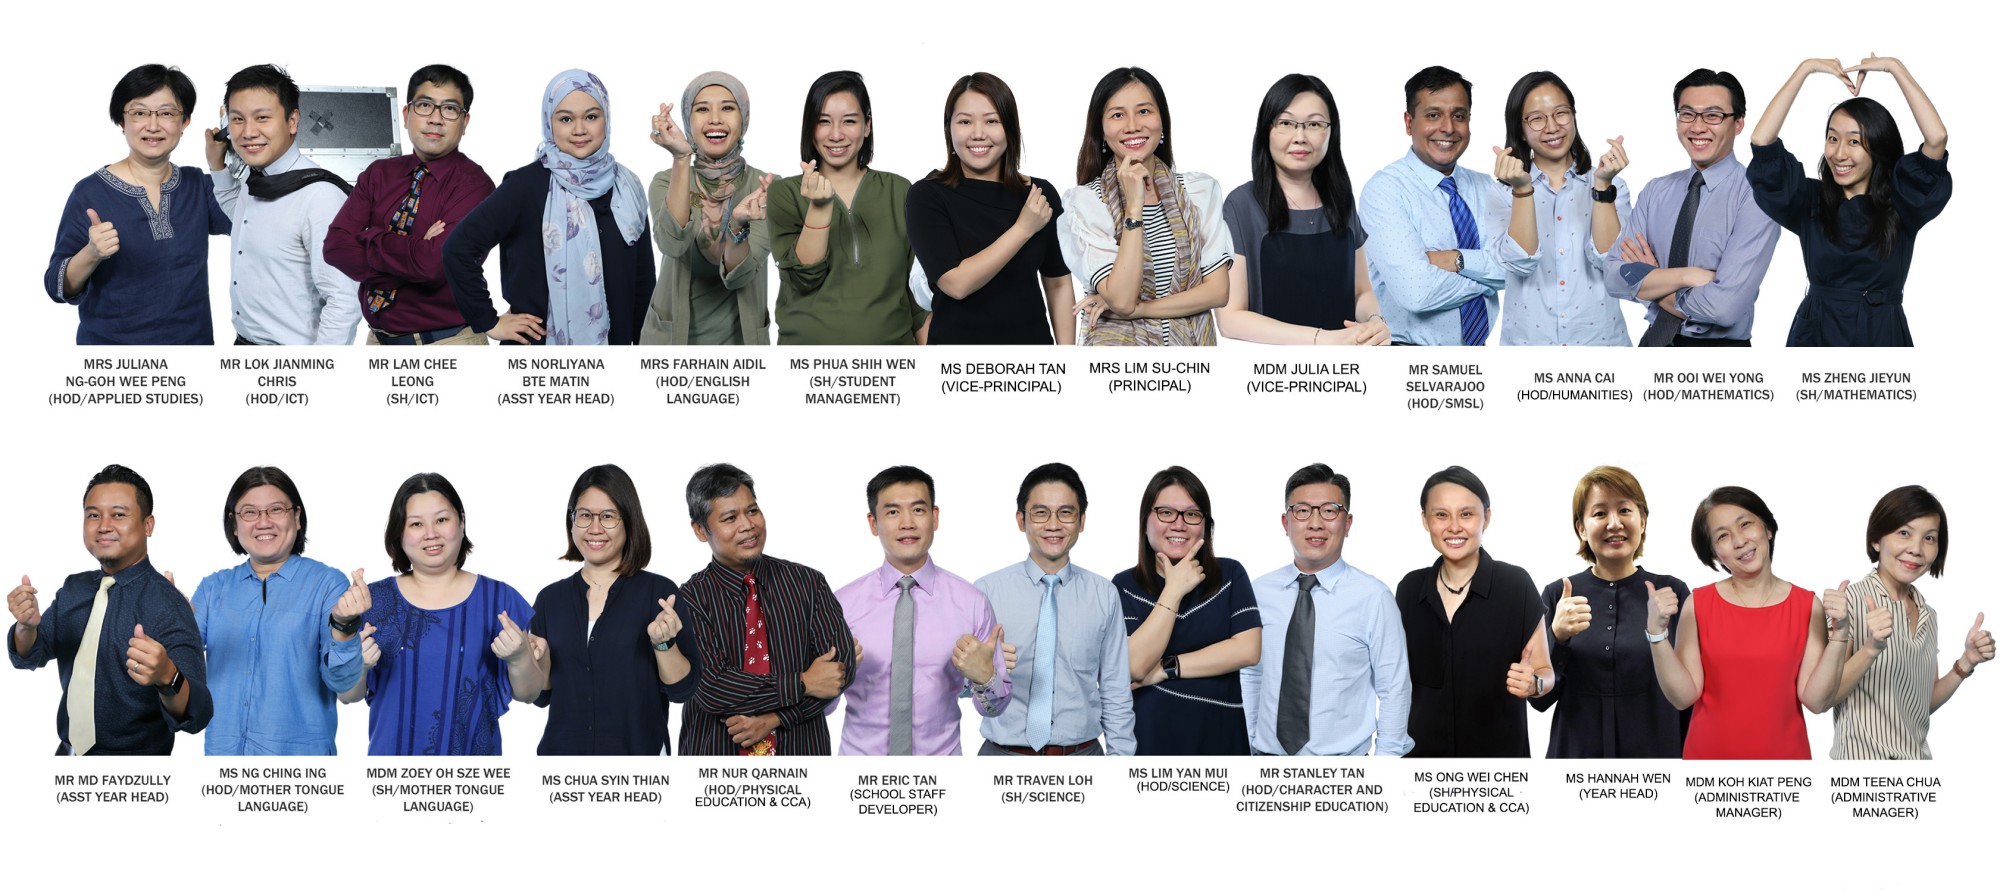 MRS JULIANA
NG-GOH WEE PENG
(HOD/APPLIED STUDIES)
MR LOK JIANMING
CHRIS
(HOD/ICT)
MR LAM CHEE
LEONG
(SH/ICT)
MS NORLIYANA
BTE MATIN
(ASST YEAR HEAD)
MRS FARHAIN AIDIL
(HOD/ENGLISH
LANGUAGE)
MS PHUA SHIH WEN
(SH/STUDENT
MANAGEMENT)
MS DEBORAH TAN
(VICE-PRINCIPAL)
MRS LIM SU-CHIN
(PRINCIPAL)
MDM JULIA LER
(VICE-PRINCIPAL)
MR SAMUEL
SELVARAJOO
(HOD/SMSL)
MS ANNA CAI
(HOD/HUMANITIES)
MR OOI WEI YONG
(HOD/MATHEMATICS)
MS ZHENG JIEYUN
(SH/MATHEMATICS)
MR MD FAYDZULLY
(ASST YEAR HEAD)
MS NG CHING ING
(HOD/MOTHER TONGUE
LANGUAGE)
MDM ZOEY OH SZE WEE
(SH/MOTHER TONGUE
LANGUAGE)
MS CHUA SYIN THIAN
(ASST YEAR HEAD)
MR NUR QARNAIN
(HOD/PHYSICAL
EDUCATION & CCA)
MR ERIC TAN
(SCHOOL STAFF
DEVELOPER)
MR TRAVEN LOH
(SH/SCIENCE)
MS LIM YAN MUI
(HOD/SCIENCE)
MR STANLEY TAN
(HOD/CHARACTER AND
CITIZENSHIP EDUCATION)
MS ONG WEI CHEN
(SH/PHYSICAL
EDUCATION & CCA)
MS HANNAH WEN
(YEAR HEAD)
MDM KOH KIAT PENG
(ADMINISTRATIVE
MANAGER)
MDM TEENA CHUA
(ADMINISTRATIVE
MANAGER)